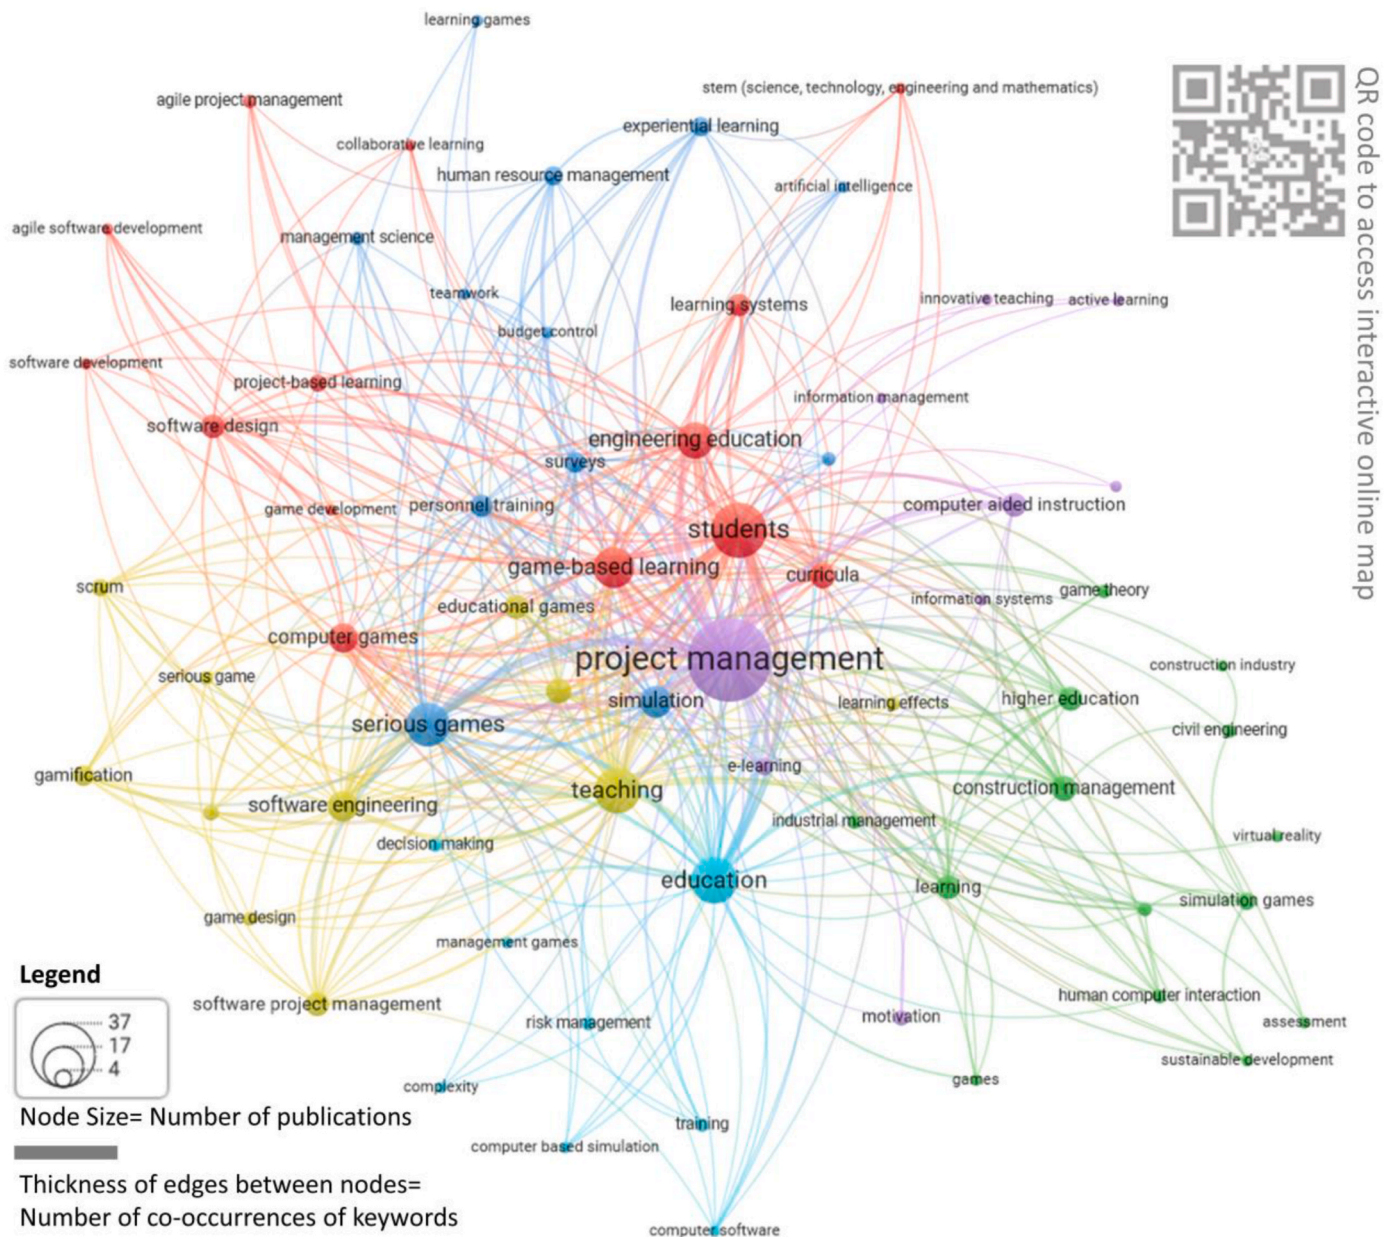 learning games
stem (science, technology, engineering and mathematics)
agile project management
experiential learning
collaborative learning
human resource management
artificial intelligence
agile software development
management science
teamwork
innovative teaching
active learning
learning systems
budget control
software development
project-based learning
information management
software design
engineering education
surveys
personnel training
computer aided instruction
game development
students
game-based learning
curricula
scrum
game theory
information systems
educational games
computer games
project management
construction industry
serious game
simulation
learning effects
higher education
serious games
civil engineering
e-learning
gamification
teaching
construction management
software engineering
industrial management
virtual reality
decision making
education
learning
simulation games
game design
management games
human computer interaction
software project management
risk management
motivation
assessment
sustainable development
games
complexity
training
computer based simulation
computer software
QR code to access interactive online map
Legend
37
17
4
Node Size= Number of publications
Thickness of edges between nodes=
Number of co-occurrences of keywords